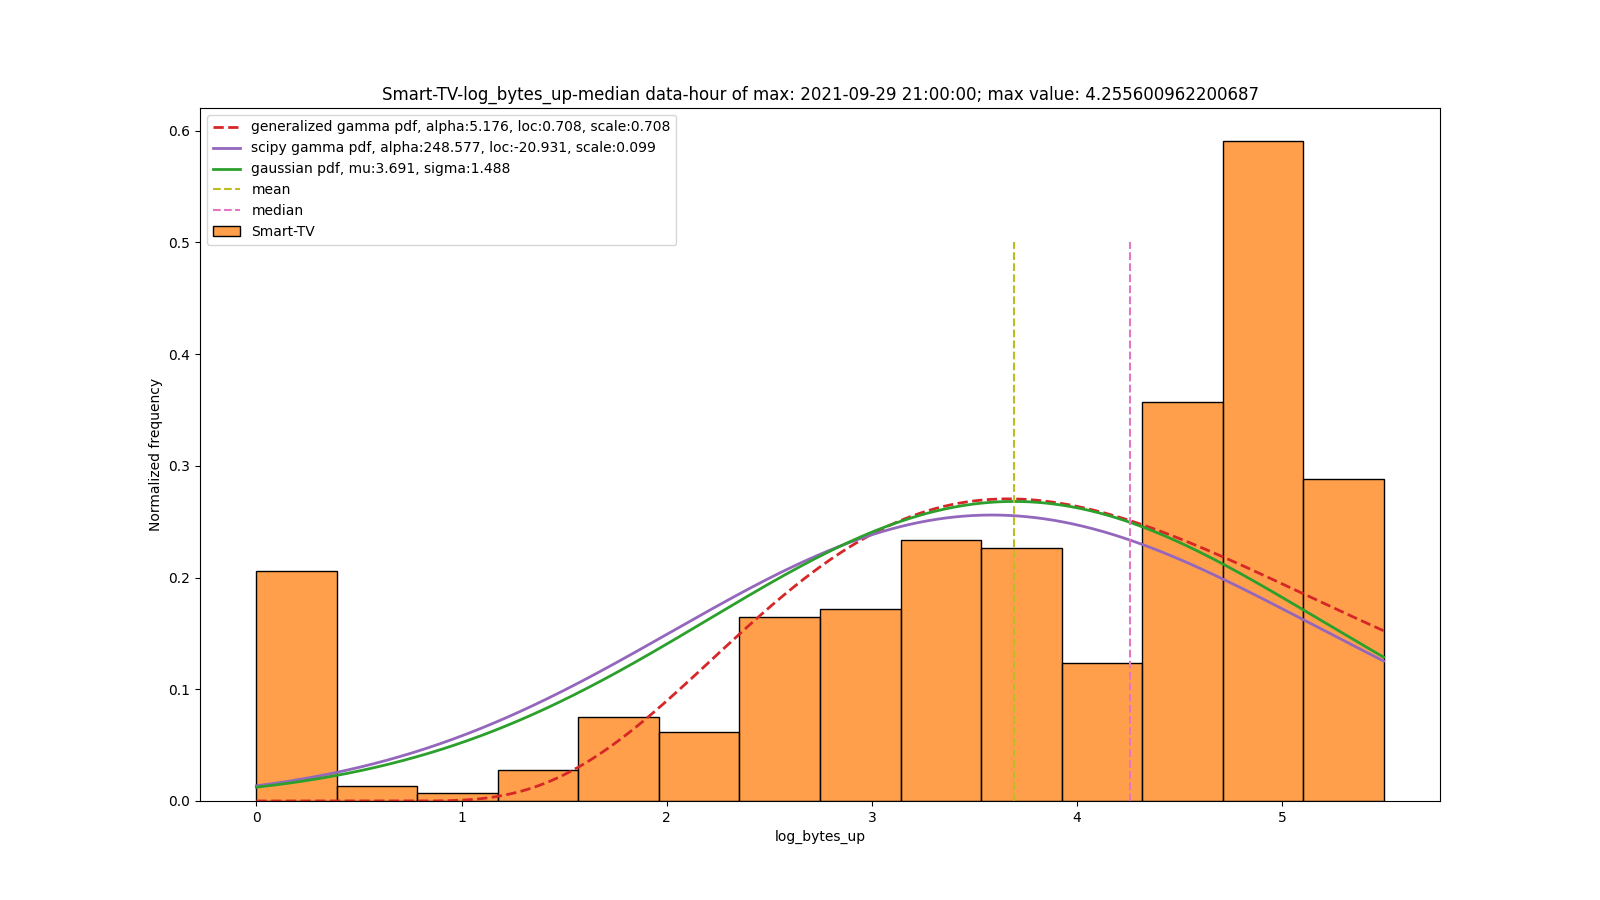 Smart-TV-log_bytes_up-median data-hour of max: 2021-09-29 21:00:00; max value: 4.255600962200687
generalized gamma pdf, alpha:5.176, loc:0.708, scale:0.708
scipy gamma pdf, alpha:248.577, loc:-20.931, scale:0.099
gaussian pdf, mu:3.691, sigma:1.488
mean
median
Smart-TV
0.6
0.5
0.4
0.3
0.2
0.1
0.0
Normalized frequency
0 1 2 3 4 5
log_bytes_up